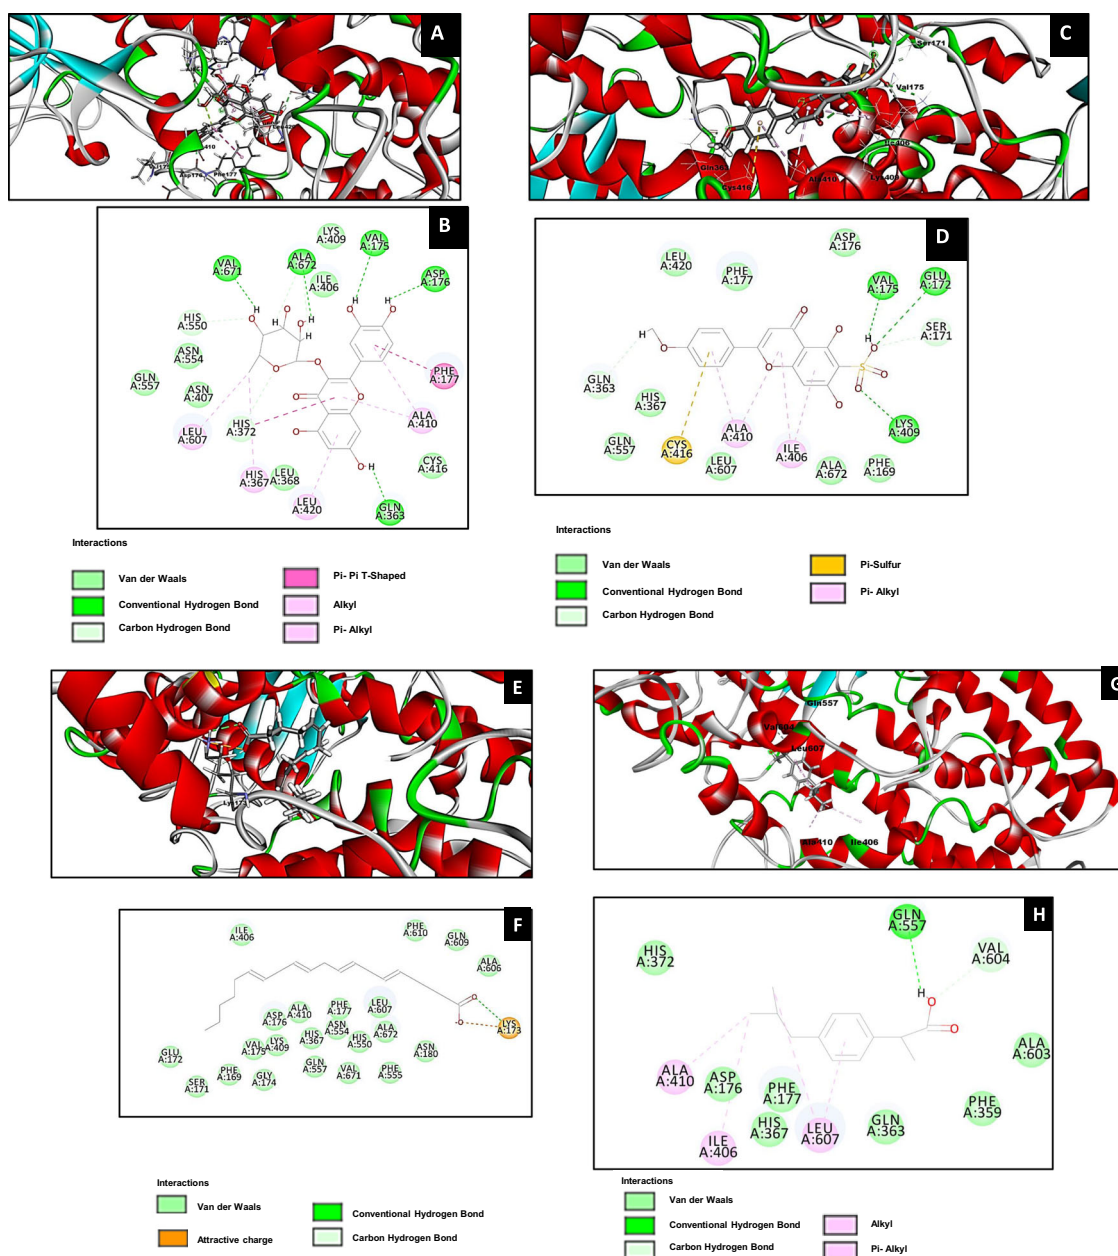 A
Phe177
Asp176
C
Ser171
Val175
Ile406
Lys409
Ala410
Cys416
Gln363
B
LYS
A:409
VAL
A:175
ALA
A:672
VAL
A:671
ASP
A:176
ILE
A:406
H
H
H
H
H
HIS
A:550
ASN
A:554
GLN
A:557
ASN
A:407
PHE
A:177
LEU
A:607
HIS
A:372
ALA
A:410
CYS
A:416
HIS
A:367
LEU
A:368
LEU
A:420
GLN
A:363
H
Interactions
Van der Waals
Conventional Hydrogen Bond
Carbon Hydrogen Bond
Pi- Pi T-Shaped
Alkyl
Pi- Alkyl
D
ASP
A:176
LEU
A:420
PHE
A:177
VAL
A:175
GLU
A:172
SER
A:171
H
O
S
GLN
A:363
HIS
A:367
GLN
A:557
CYS
A:416
ALA
A:410
LEU
A:607
ILE
A:406
ALA
A:672
PHE
A:169
LYS
A:409
Interactions
Van der Waals
Conventional Hydrogen Bond
Carbon Hydrogen Bond
Pi-Sulfur
Pi- Alkyl
E
G
Gln557
Val604
Leu607
Ala410
Ile406
F
ILE
A:406
PHE
A:610
GLN
A:609
ALA
A:606
LYS
A:173
ASP
A:176
ALA
A:410
PHE
A:177
LEU
A:607
VAL
A:175
LYS
A:409
HIS
A:367
ASN
A:554
HIS
A:550
ALA
A:672
ASN
A:180
GLU
A:172
SER
A:171
PHE
A:169
GLY
A:174
GLN
A:557
VAL
A:671
PHE
A:555
Interactions
Van der Waals
Attractive charge
Conventional Hydrogen Bond
Carbon Hydrogen Bond
H
GLN
A:557
HIS
A:372
VAL
A:604
H
O
O
ALA
A:603
ALA
A:410
ASP
A:176
PHE
A:177
PHE
A:359
ILE
A:406
HIS
A:367
LEU
A:607
GLN
A:363
Interactions
Van der Waals
Conventional Hydrogen Bond
Carbon Hydrogen Bond
Alkyl
Pi- Alkyl